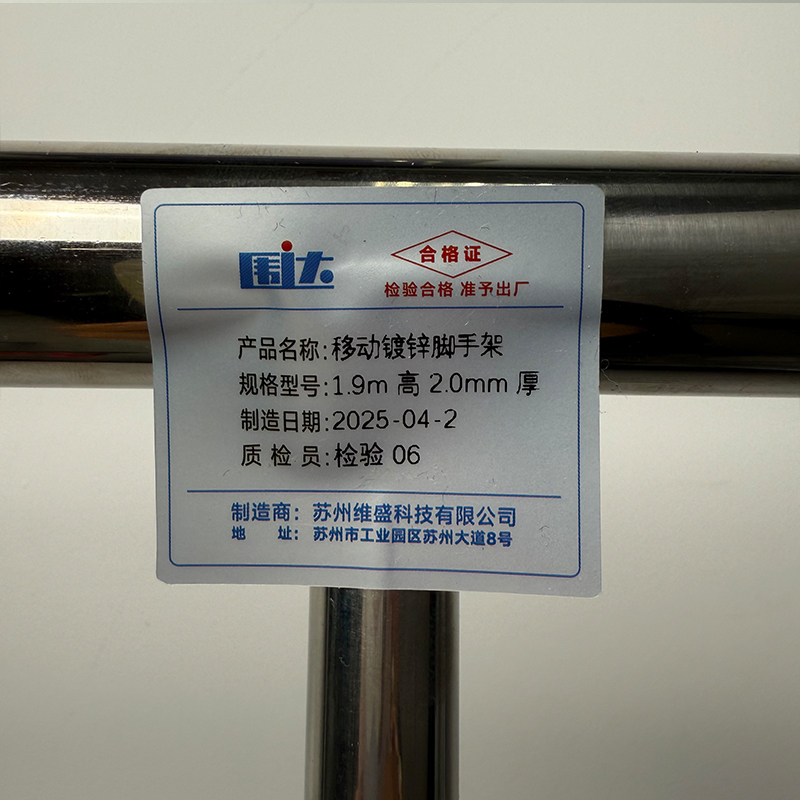 围达
合格证
检验合格 准予出厂
产品名称:移动镀锌脚手架
规格型号:1.9m 高 2.0mm 厚
制造日期:2025-04-2
质 检 员:检验 06
制造商：苏州维盛科技有限公司
地 址：苏州市工业园区苏州大道8号